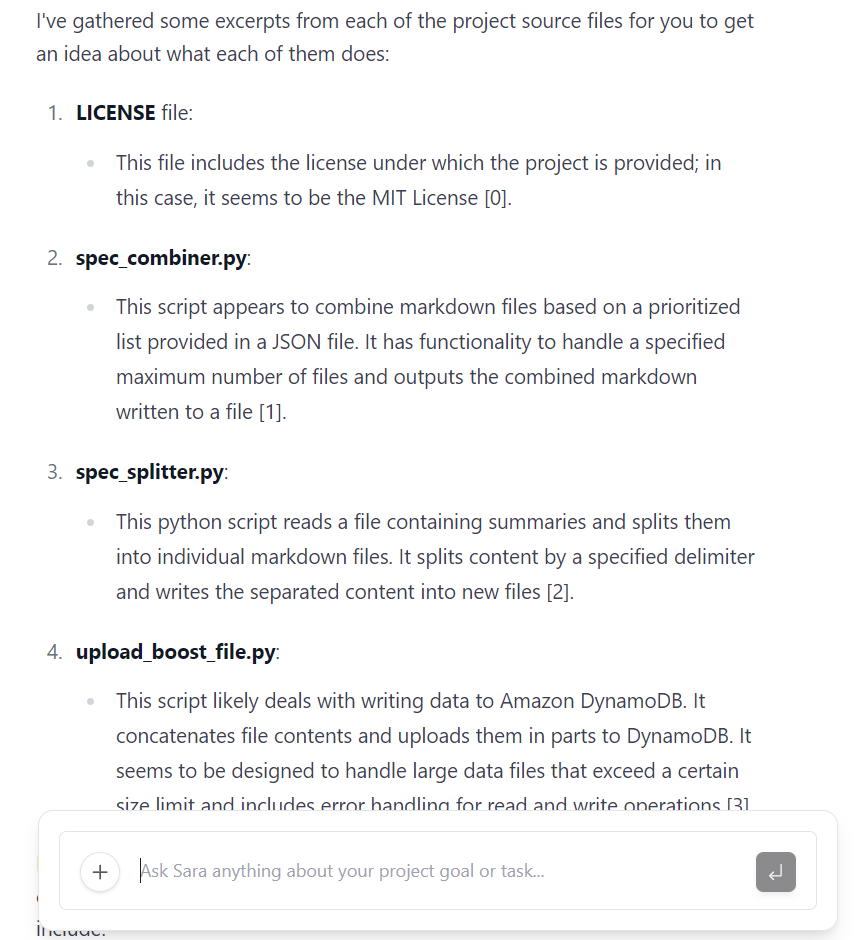 I've gathered some excerpts from each of the project source files for you to get
an idea about what each of them does:
1. LICENSE file:
This file includes the license under which the project is provided; in
this case, it seems to be the MIT License [0].
2. spec_combiner.py:
This script appears to combine markdown files based on a prioritized
list provided in a JSON file. It has functionality to handle a specified
maximum number of files and outputs the combined markdown
written to a file [1].
3. spec_splitter.py:
This python script reads a file containing summaries and splits them
into individual markdown files. It splits content by a specified delimiter
and writes the separated content into new files [2].
4. upload_boost_file.py:
This script likely deals with writing data to Amazon DynamoDB. It
concatenates file contents and uploads them in parts to DynamoDB. It
seems to be designed to handle large data files that exceed a certain
size limit and includes error handling for read and write operations [3]
Ask Sara anything about your project goal or task...
include: